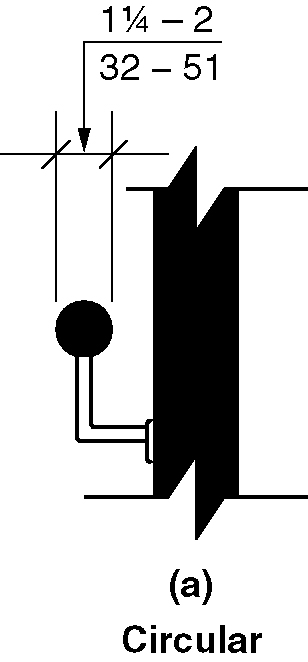 1¼ – 2
32 – 51
(a)
Circular